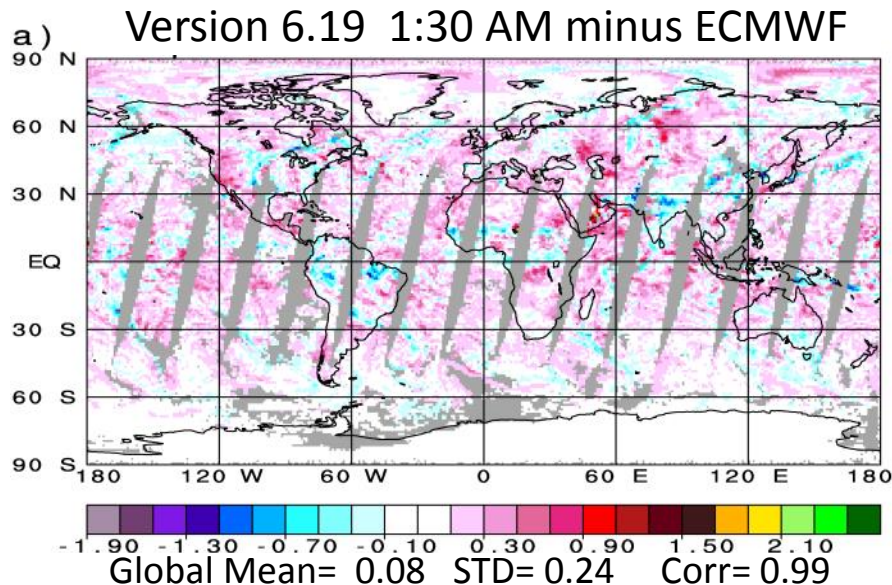 Version 6.19 1:30 AM minus ECMWF
a)
90 N
60 N
30 N
EQ
30 S
60 S
90 S
180 120 W 60 W 0 60 E 120 E 180
-1.90 -1.30 -0.70 -0.10 0.30 0.90 1.50 2.10
Global Mean= 0.08 STD= 0.24 Corr= 0.99